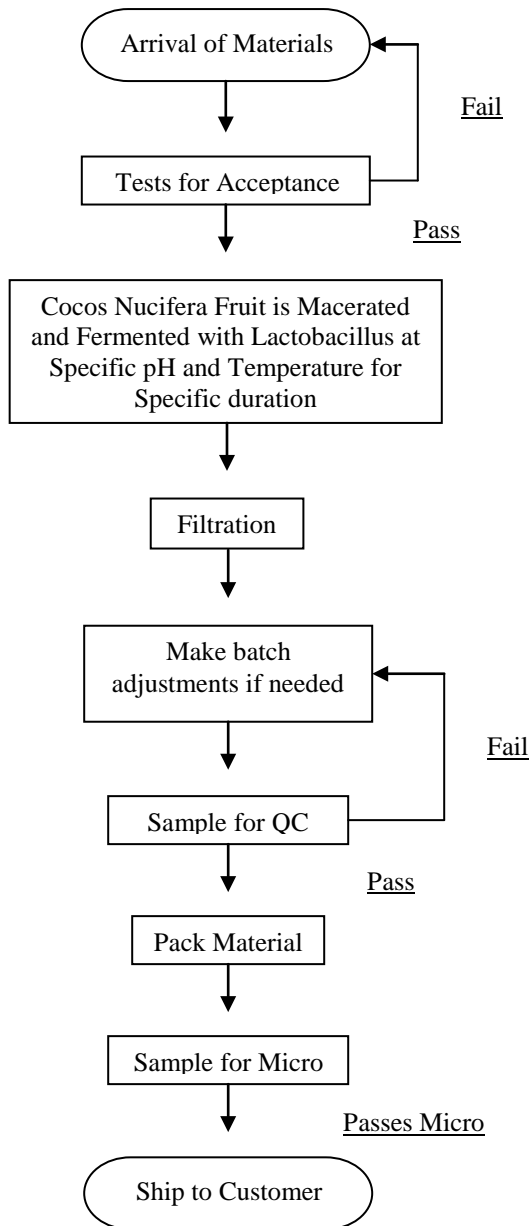 Arrival of Materials
Fail
Tests for Acceptance
Pass
Cocos Nucifera Fruit is Macerated
and Fermented with Lactobacillus at
Specific pH and Temperature for
Specific duration
Filtration
Make batch
adjustments if needed
Fail
Sample for QC
Pass
Pack Material
Sample for Micro
Passes Micro
Ship to Customer